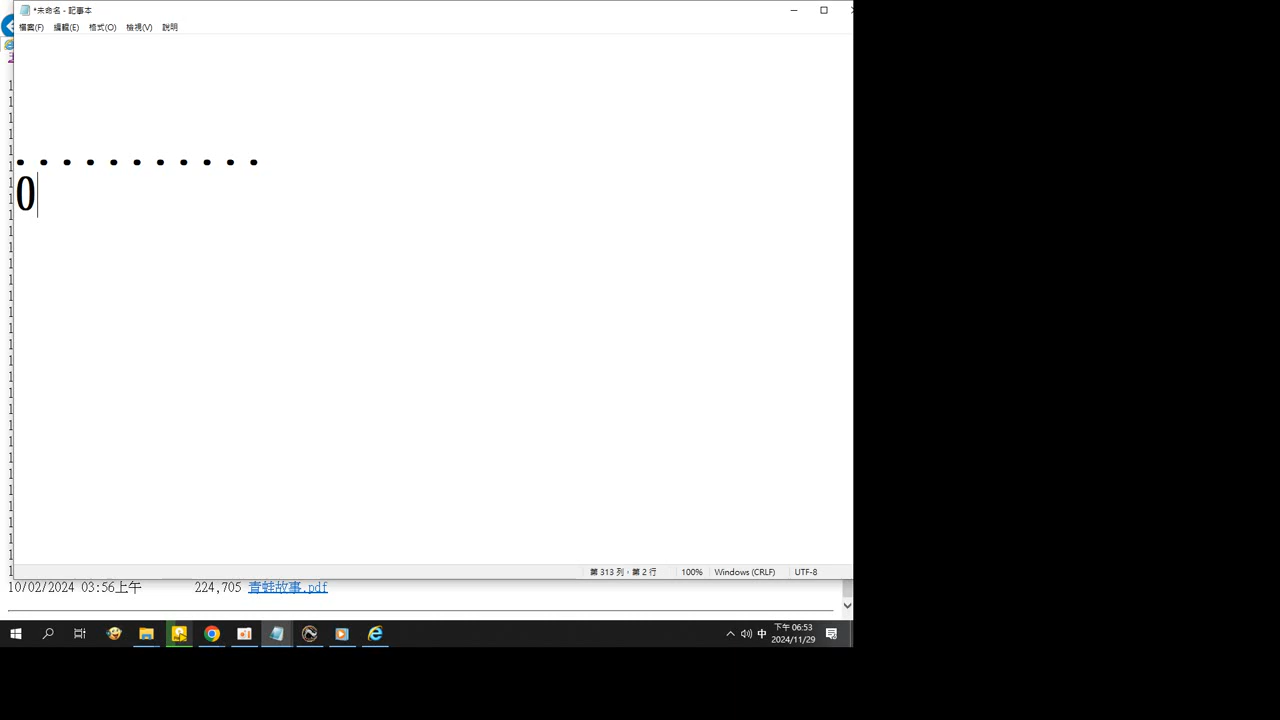 *未命名 - 記事本
檔案(F) 編輯(E) 格式(O) 檢視(V) 說明
. . . . . . . . . . .
0
第 313 列，第 2 行 100% Windows (CRLF) UTF-8
10/02/2024 03:56上午 224,705 青蛙故事.pdf
中 下午 06:53
2024/11/29